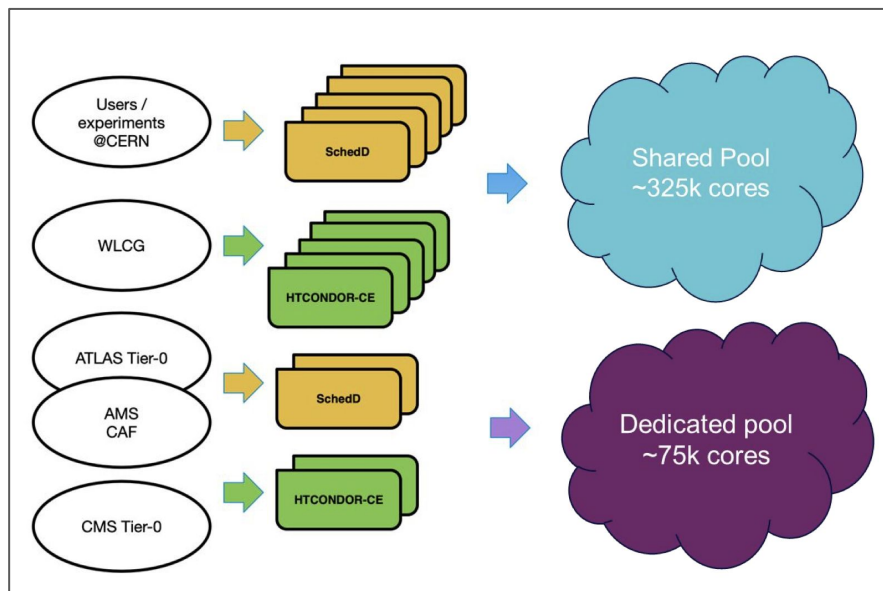 Users /
experiments
@CERN
SchedD
Shared Pool
~325k cores
WLCG
HTCONDOR-CE
ATLAS Tier-0
SchedD
AMS
CAF
Dedicated pool
~75k cores
HTCONDOR-CE
CMS Tier-0